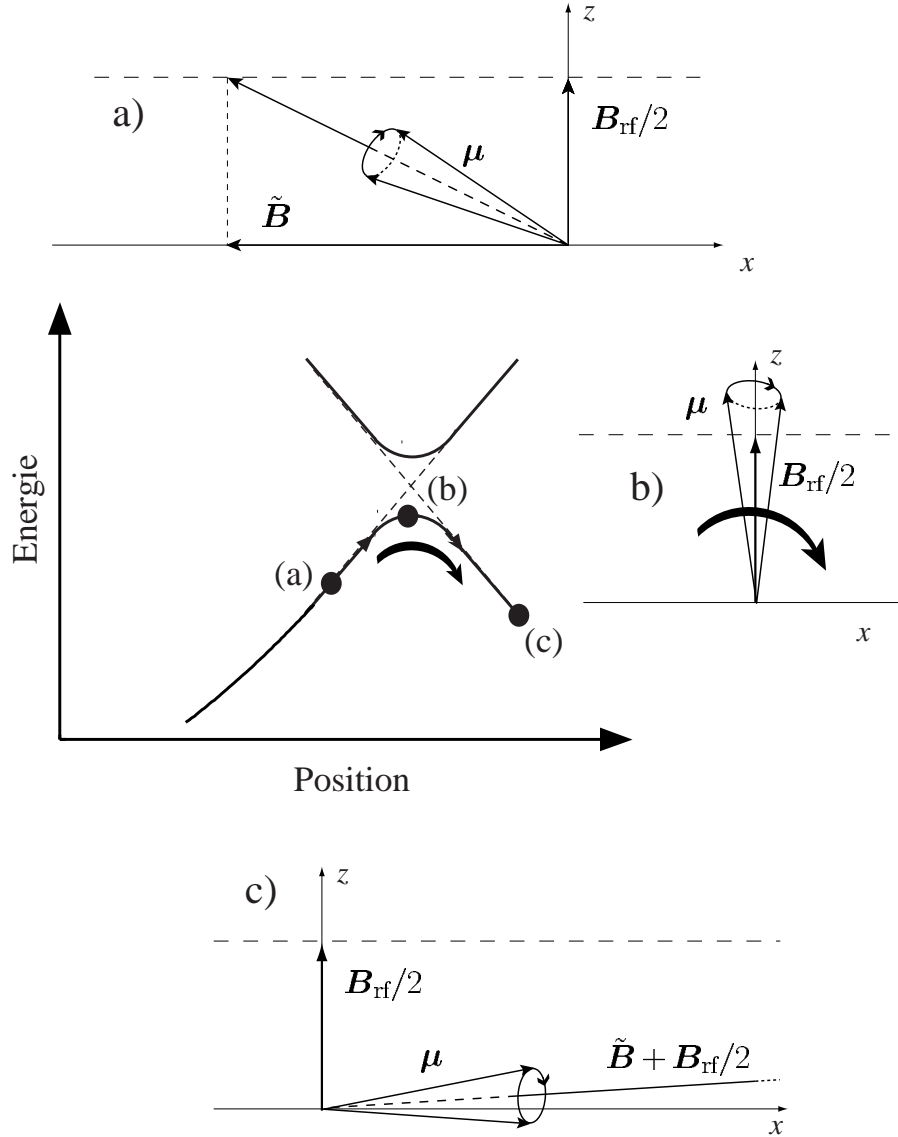 z
a)
B_rf/2
μ
B̃
x
Energie
(b)
(a)
(c)
Position
z
μ
B_rf/2
b)
x
c)
z
B_rf/2
μ
B̃ + B_rf/2
x